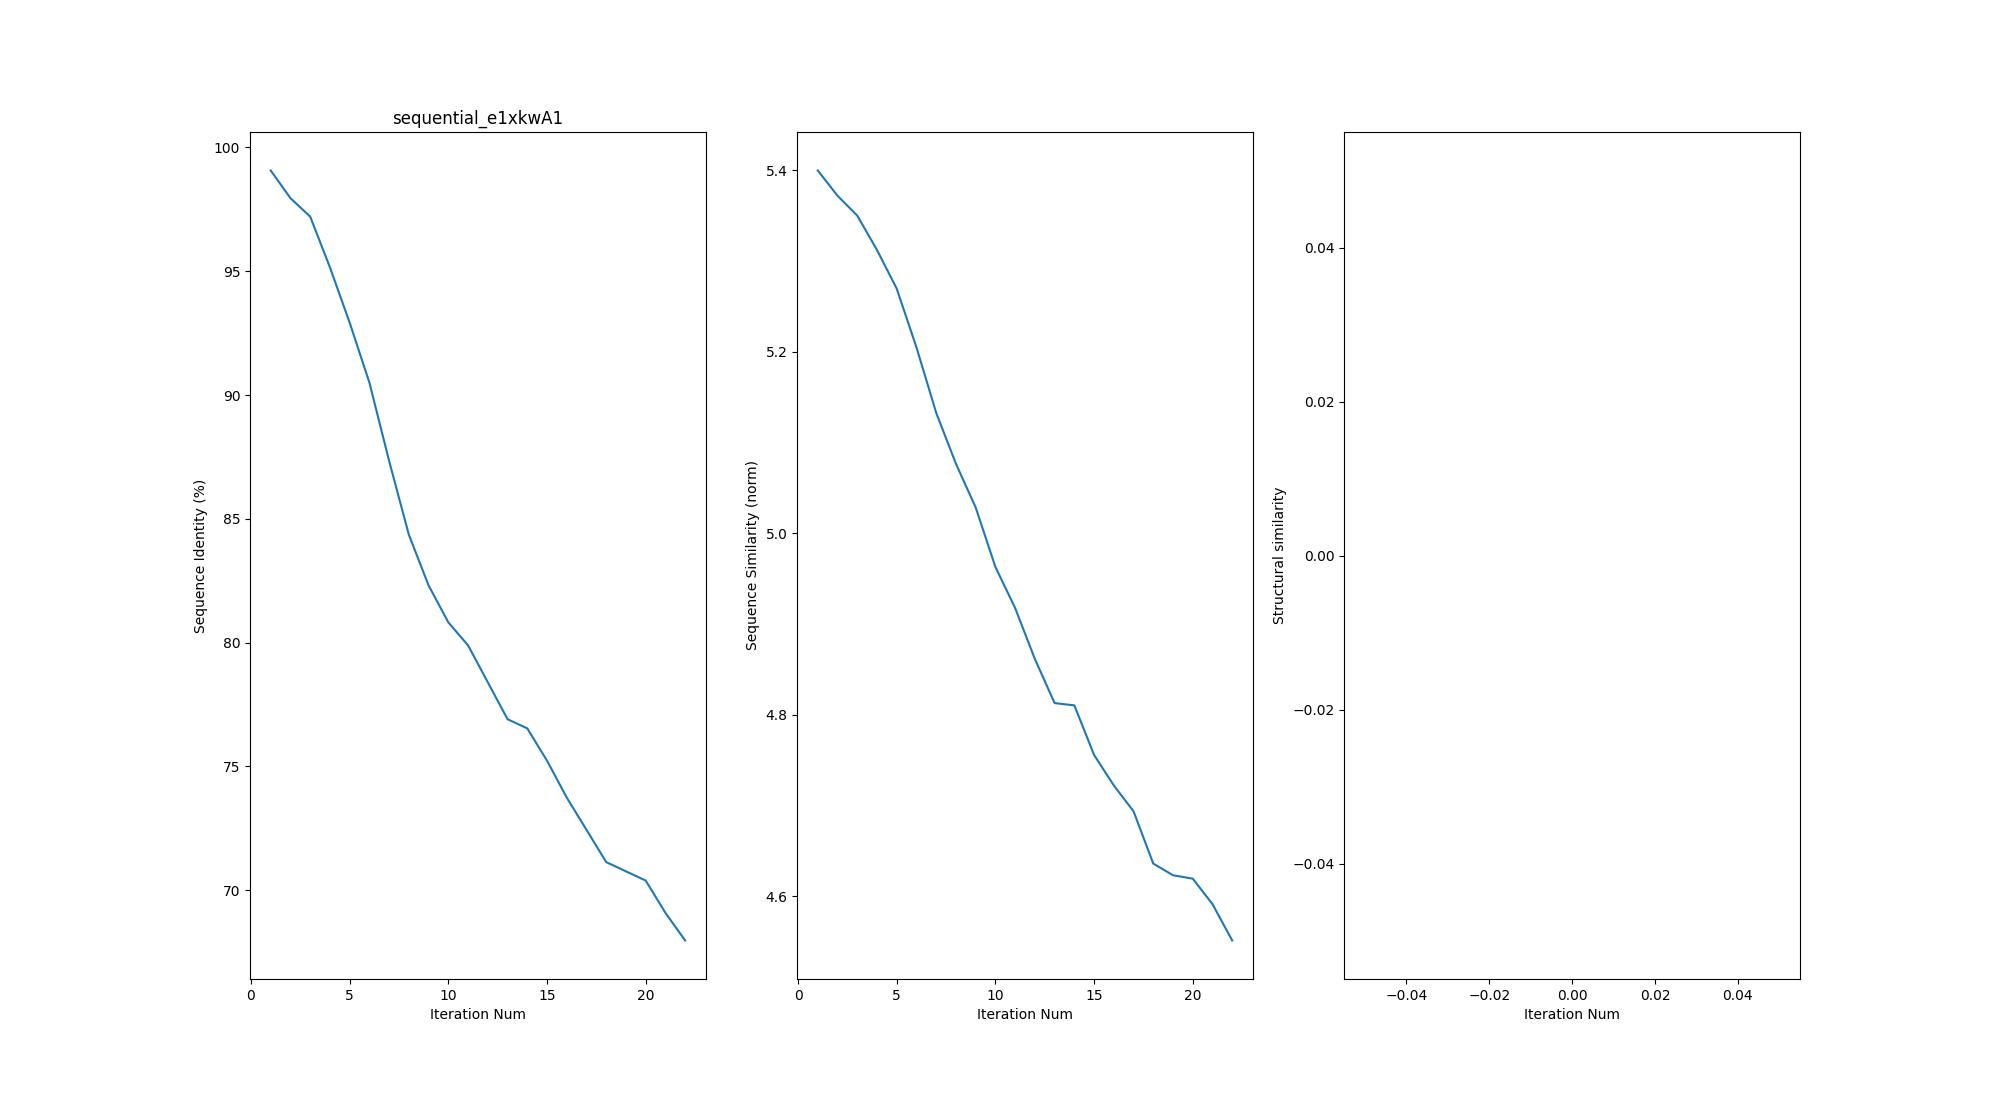 sequential_e1xkwA1
Sequence Identity (%)
100
95
90
85
80
75
70
0 5 10 15 20
Iteration Num
Sequence Similarity (norm)
5.4
5.2
5.0
4.8
4.6
0 5 10 15 20
Iteration Num
Structural similarity
0.04
0.02
0.00
−0.02
−0.04
−0.04 −0.02 0.00 0.02 0.04
Iteration Num